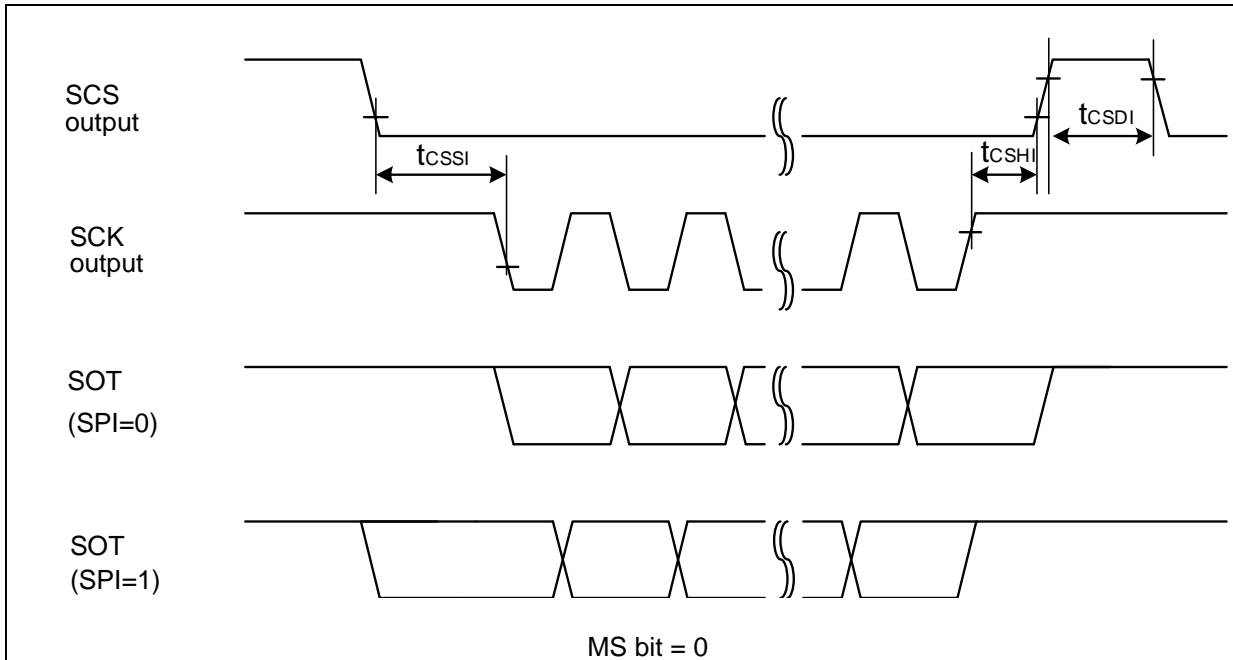 SCS
output
tCSSI
tCSHI
tCSDI
SCK
output
SOT
(SPI=0)
SOT
(SPI=1)
MS bit = 0